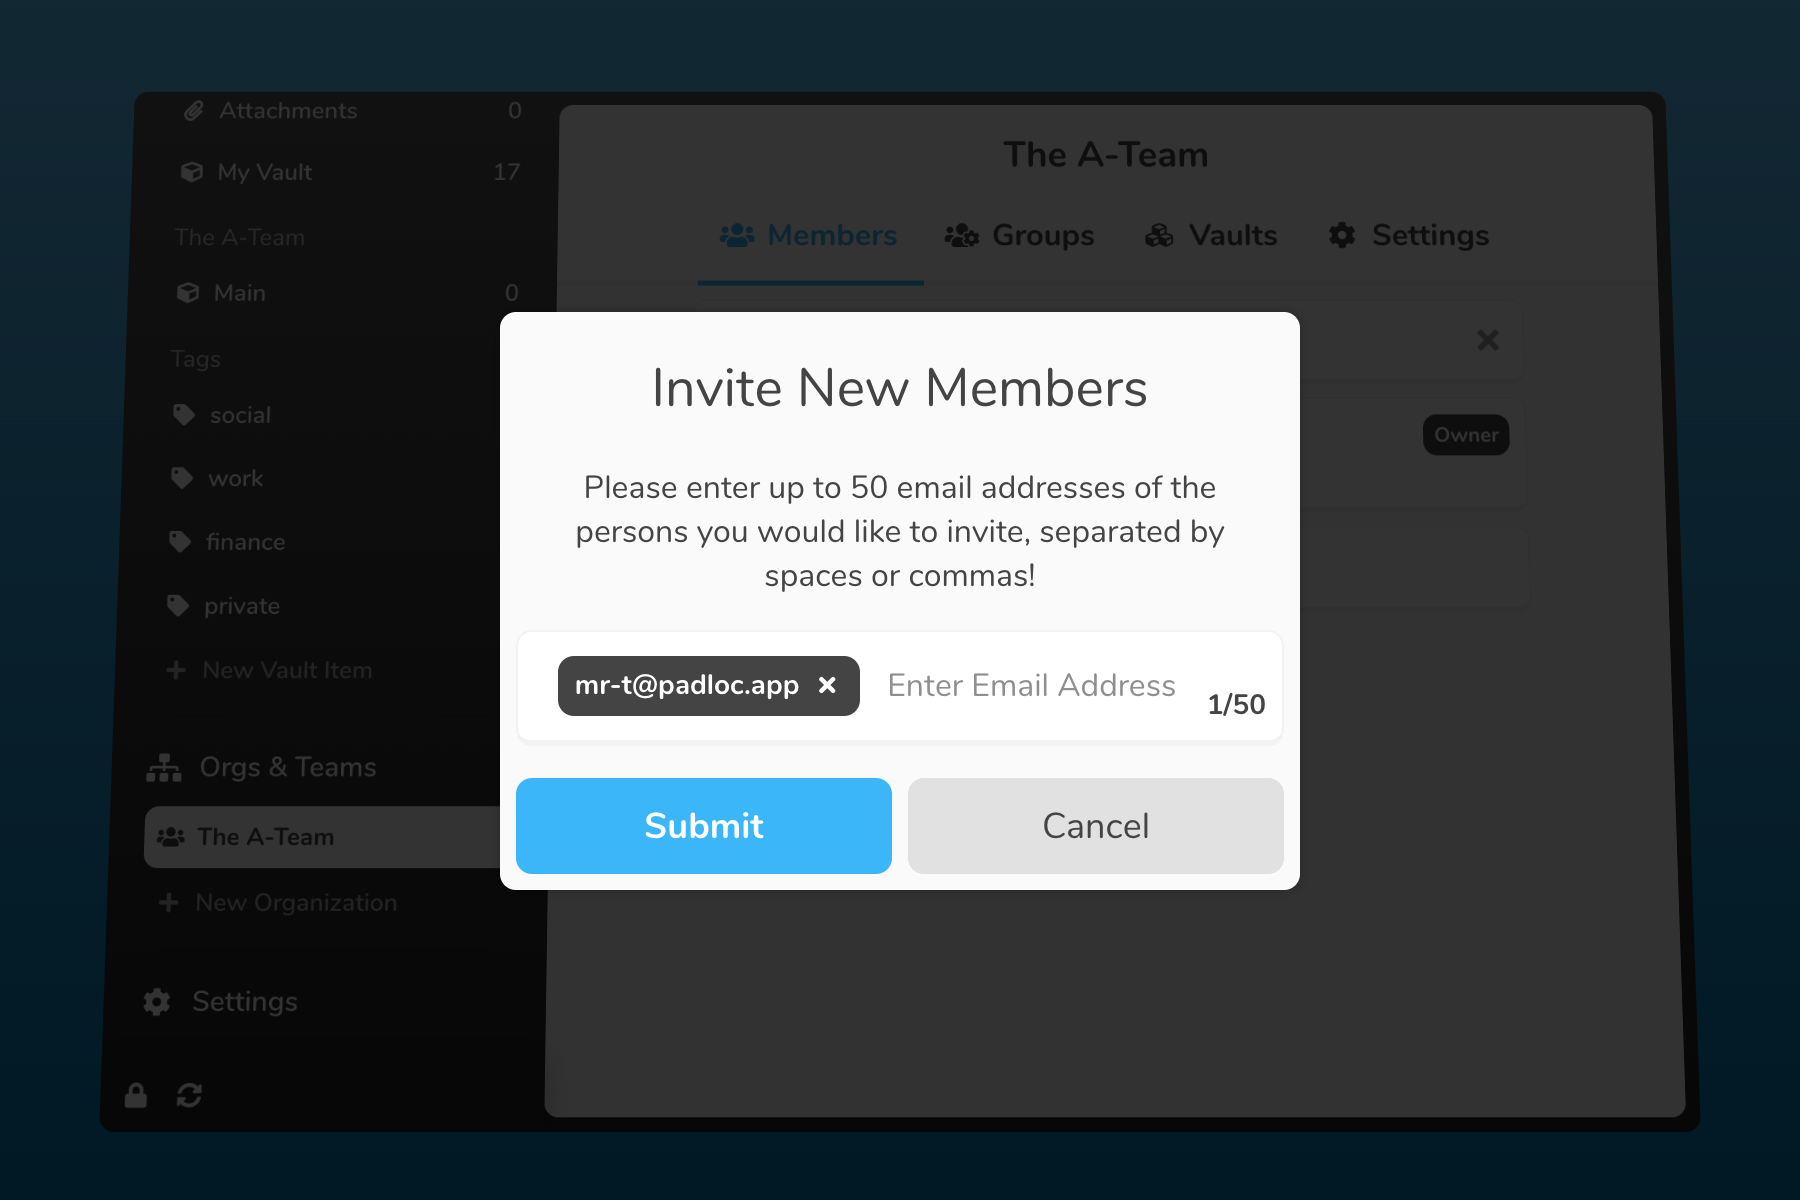 Attachments 0
My Vault 17
The A-Team
Main 0
Tags
social
work
finance
private
New Vault Item
Orgs & Teams
The A-Team
New Organization
Settings
The A-Team
Members Groups Vaults Settings
Owner
Invite New Members
Please enter up to 50 email addresses of the
persons you would like to invite, separated by
spaces or commas!
mr-t@padloc.app Enter Email Address 1/50
Submit Cancel